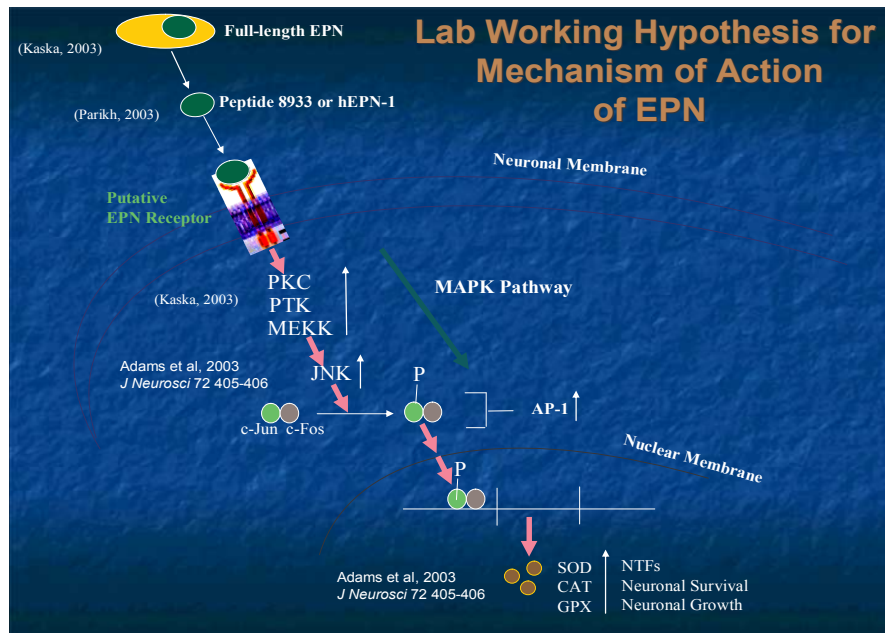 Lab Working Hypothesis for
Mechanism of Action
of EPN
Full-length EPN
(Kaska, 2003)
Peptide 8933 or hEPN-1
(Parikh, 2003)
Neuronal Membrane
Putative
EPN Receptor
PKC
PTK
MEKK
(Kaska, 2003)
MAPK Pathway
Adams et al, 2003
J Neurosci 72 405-406
JNK
P
c-Jun c-Fos
AP-1
Nuclear Membrane
P
Adams et al, 2003
J Neurosci 72 405-406
SOD
CAT
GPX
NTFs
Neuronal Survival
Neuronal Growth